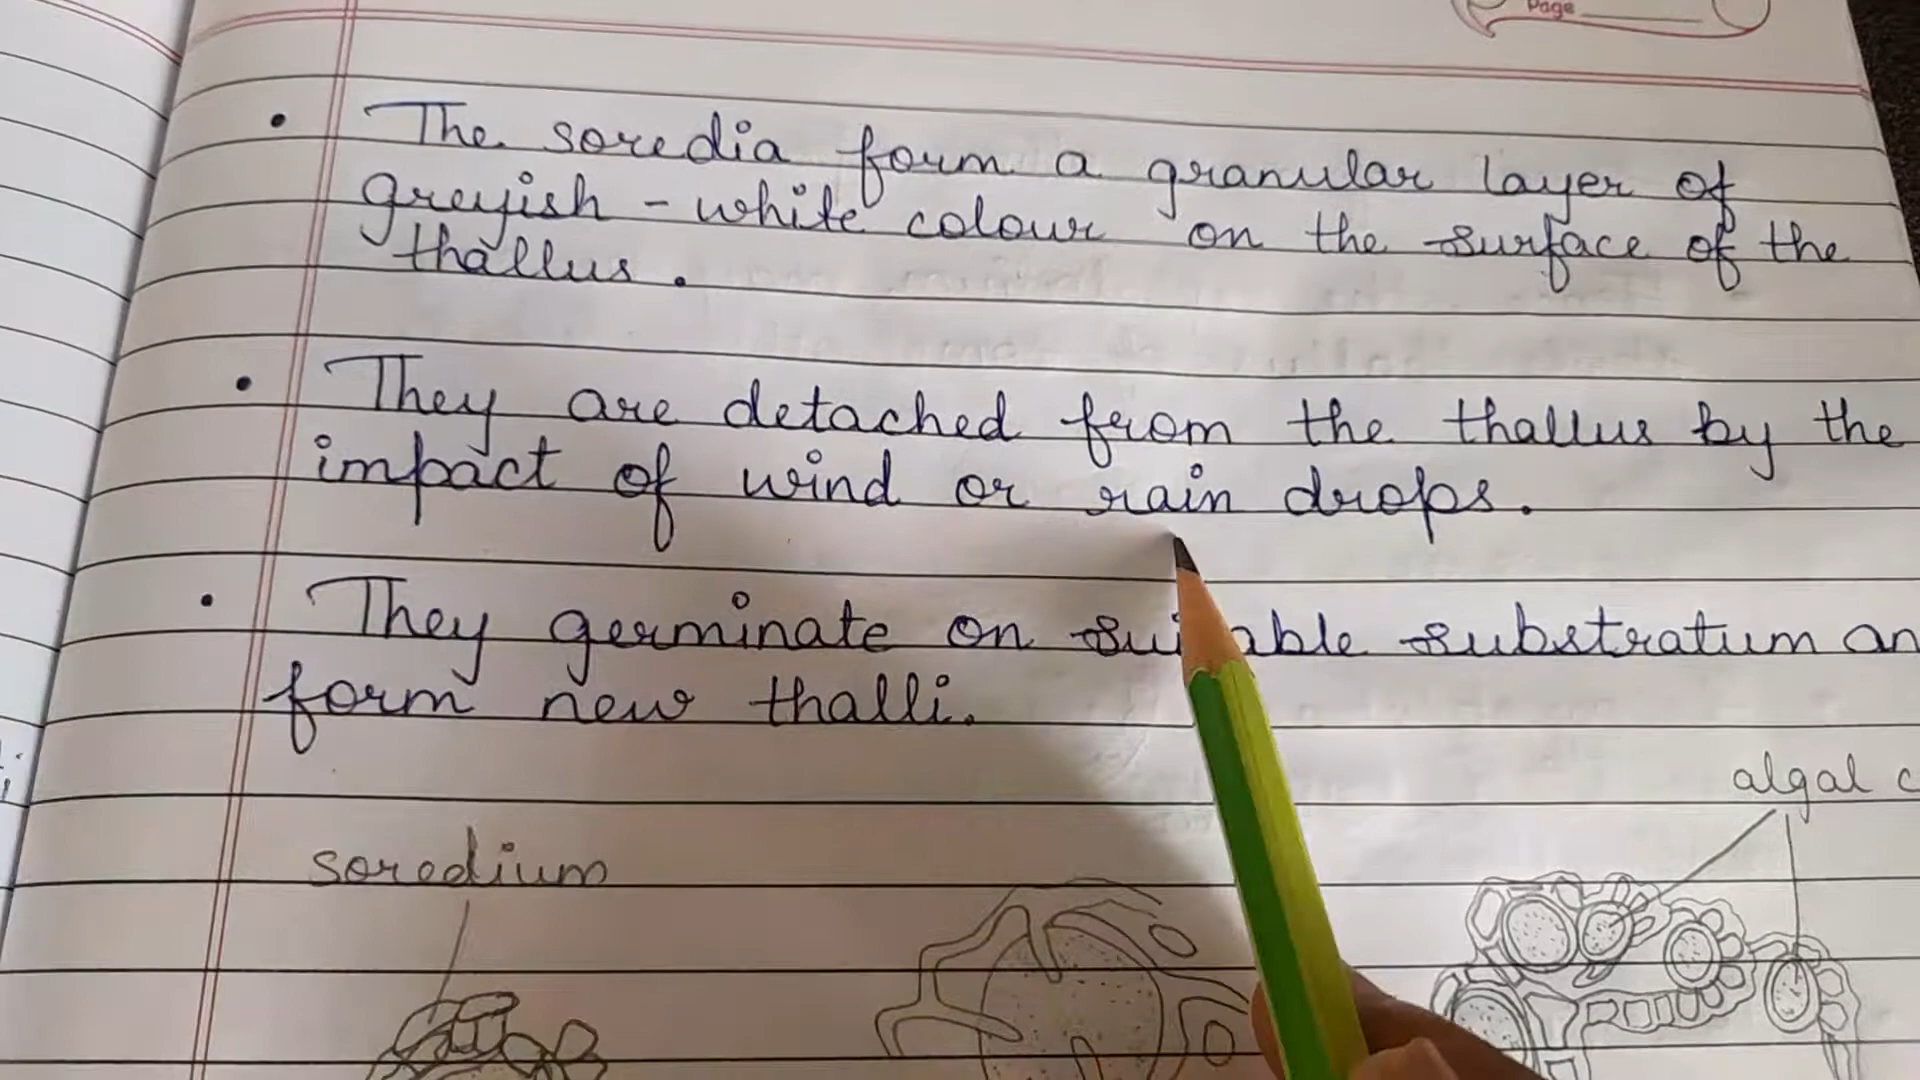 Page
The soredia form a granular layer of
greyish - white colour on the surface of the
thallus.
They are detached from the thallus by the
impact of wind or rain drops.
They germinate on substratum
form new thalli.
algal
soredium